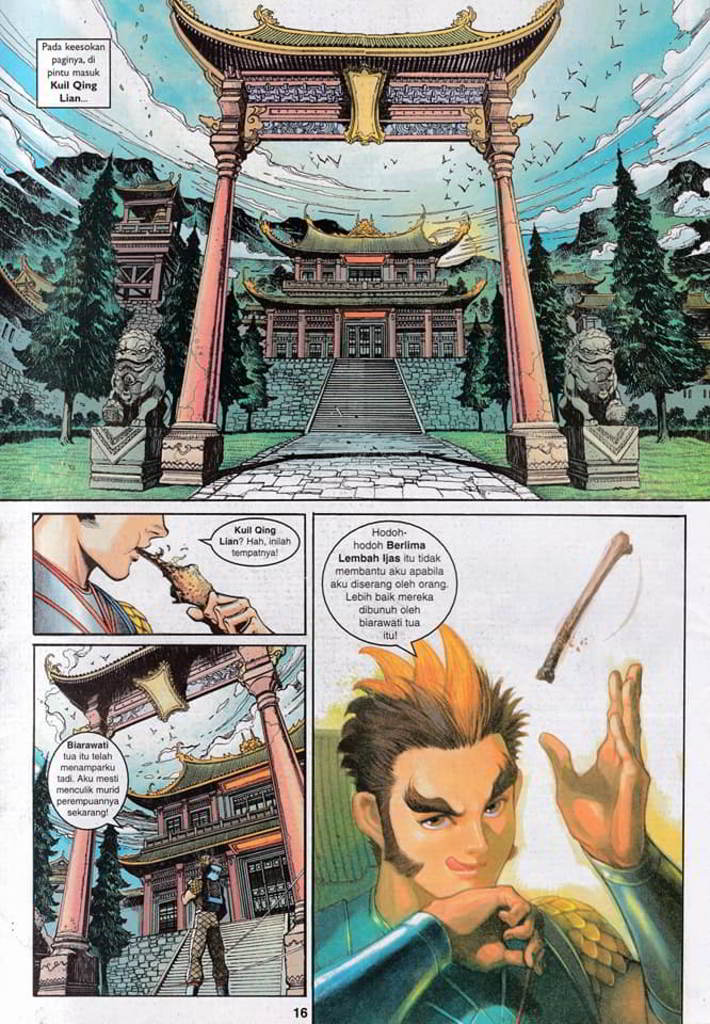 Pada keesokan
paginya, di
pintu masuk
Kuil Qing
Lian...
Kuil Qing
Lian? Hah, inilah
tempatnya!
Hodoh-
hodoh Berlima
Lembah Ijas itu tidak
membantu aku apabila
aku diserang oleh orang.
Lebih baik mereka
dibunuh oleh
biarawati tua
itu!
Biarawati
tua itu telah
menamparku
tadi. Aku mesti
menculik murid
perempuannya
sekarang!
16